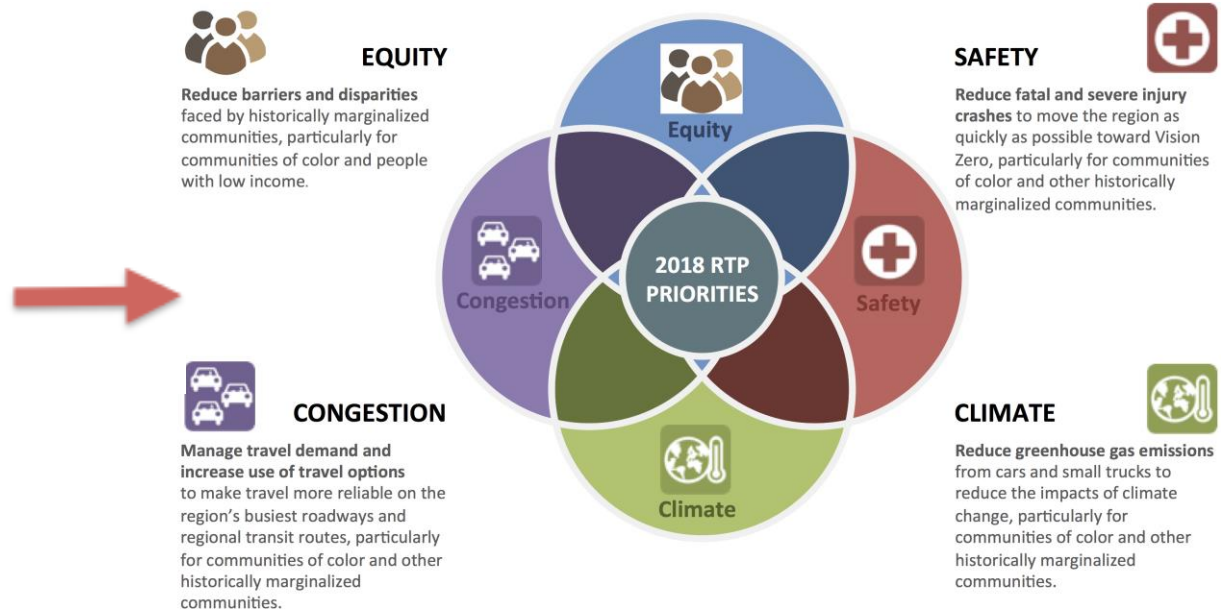 EQUITY
Reduce barriers and disparities
faced by historically marginalized
communities, particularly for
communities of color and people
with low income.
Equity
SAFETY
Reduce fatal and severe injury
crashes to move the region as
quickly as possible toward Vision
Zero, particularly for communities
of color and other historically
marginalized communities.
Congestion
2018 RTP
PRIORITIES
Safety
CONGESTION
Manage travel demand and
increase use of travel options
to make travel more reliable on the
region's busiest roadways and
regional transit routes, particularly
for communities of color and other
historically marginalized
communities.
Climate
CLIMATE
Reduce greenhouse gas emissions
from cars and small trucks to
reduce the impacts of climate
change, particularly for
communities of color and other
historically marginalized
communities.